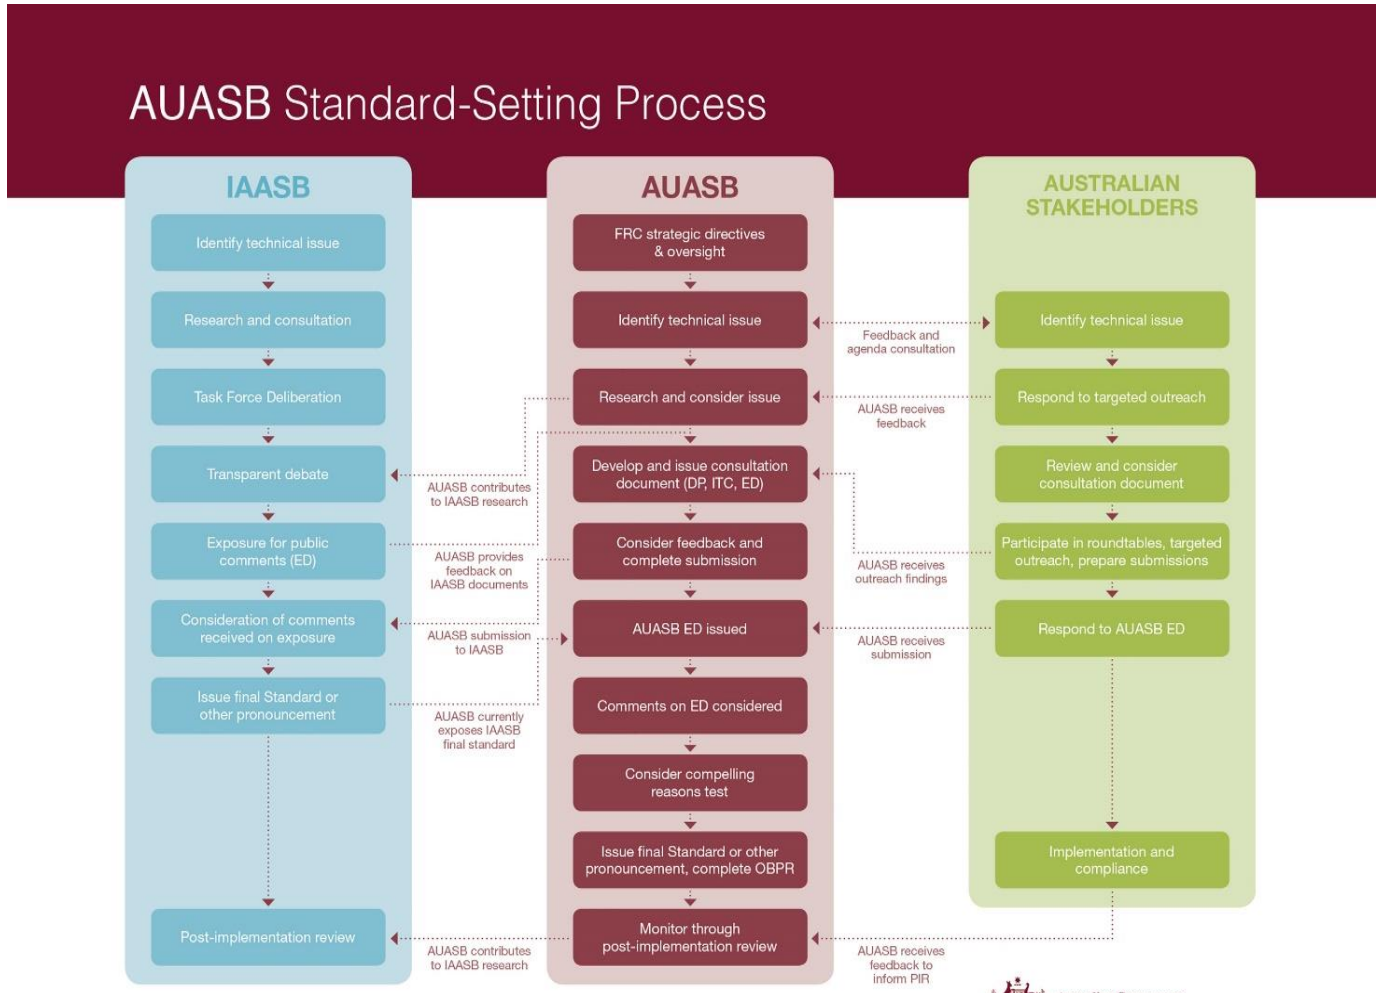 AUASB Standard-Setting Process
IAASB
Identify technical issue
Research and consultation
Task Force Deliberation
Transparent debate
Exposure for public
comments (ED)
Consideration of comments
received on exposure
Issue final Standard or
other pronouncement
Post-implementation review
AUASB contributes
to IAASB research
AUASB provides
feedback on
IAASB documents
AUASB submission
to IAASB
AUASB currently
exposes IAASB
final standard
AUASB contributes
to IAASB research
AUASB
FRC strategic directives
& oversight
Identify technical issue
Research and consider issue
Develop and issue consultation
document (DP, ITC, ED)
Consider feedback and
complete submission
AUASB ED issued
Comments on ED considered
Consider compelling
reasons test
Issue final Standard or other
pronouncement, complete OBPR
Monitor through
post-implementation review
Feedback and
agenda consultation
AUASB receives
feedback
AUASB receives
outreach findings
AUASB receives
submission
AUASB receives
feedback to
inform PIR
AUSTRALIAN
STAKEHOLDERS
Identify technical issue
Respond to targeted outreach
Review and consider
consultation document
Participate in roundtables, targeted
outreach, prepare submissions
Respond to AUASB ED
Implementation and
compliance